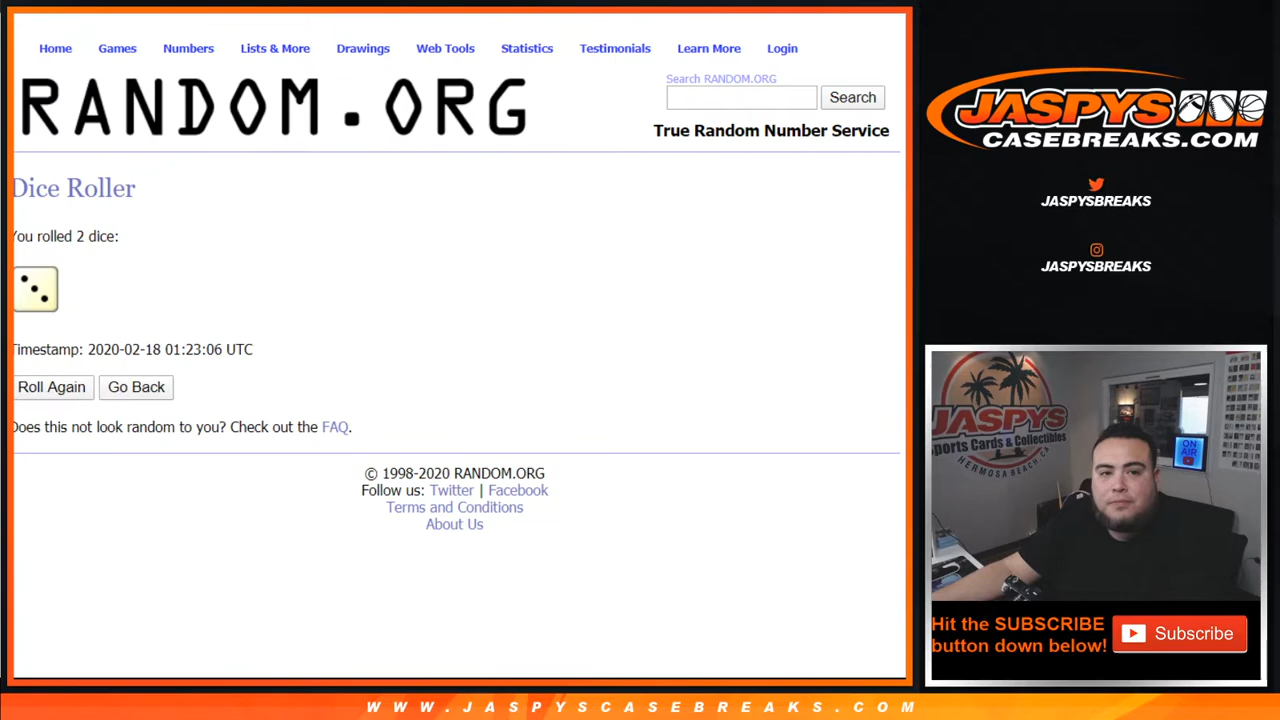 Home Games Numbers Lists & More Drawings Web Tools Statistics Testimonials Learn More Login
RANDOM.ORG
Search RANDOM.ORG
Search
True Random Number Service
Dice Roller
You rolled 2 dice:
Timestamp: 2020-02-18 01:23:06 UTC
Roll Again Go Back
Does this not look random to you? Check out the FAQ.
© 1998-2020 RANDOM.ORG
Follow us: Twitter | Facebook
Terms and Conditions
About Us
JASPYS
CASEBREAKS.COM
JASPYSBREAKS
JASPYSBREAKS
JASPYS
Sports Cards & Collectibles
HERMOSA BEACH, CA
ON AIR
Hit the SUBSCRIBE
button down below!
Subscribe
WWW.JASPYSCASEBREAKS.COM